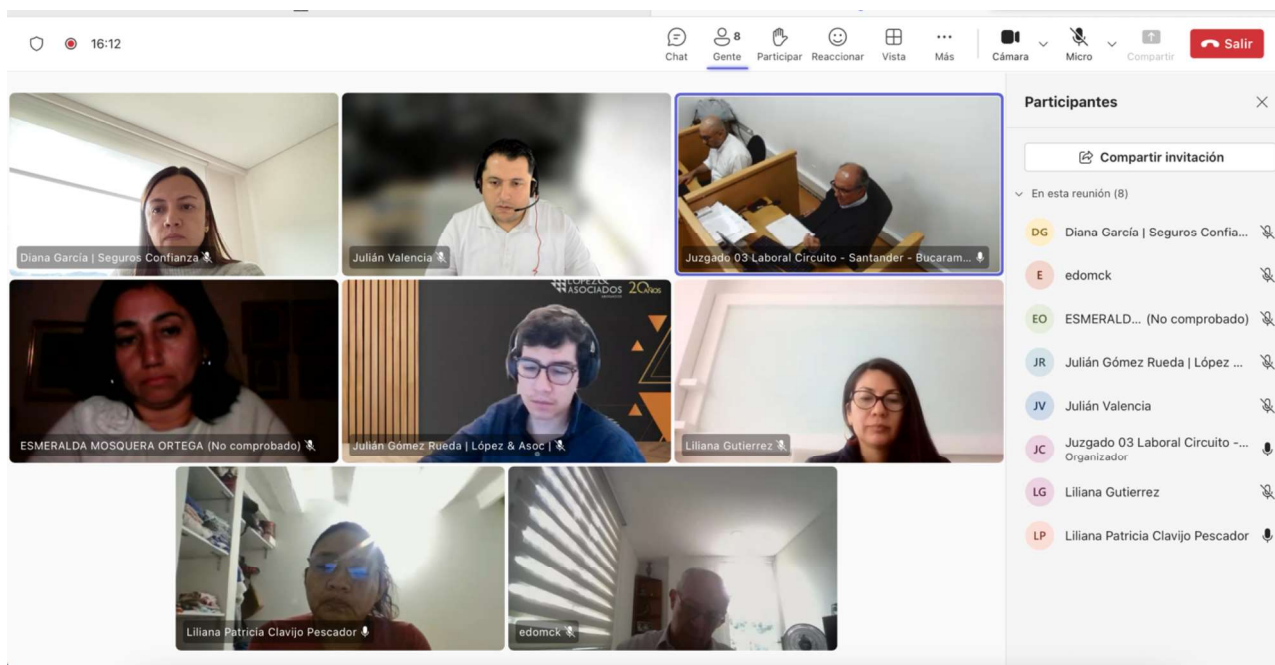 16:12
Chat
8
Gente
Participar
Reaccionar
Vista
Más
Cámara
Micro
Compartir
Salir
Diana García | Seguros Confianza
Julián Valencia
Juzgado 03 Laboral Circuito - Santander - Bucaram...
LÓPEZ&
ASOCIADOS 20 AÑOS
ESMERALDA MOSQUERA ORTEGA (No comprobado)
Julián Gómez Rueda | López & Asoc |
Liliana Gutierrez
Liliana Patricia Clavijo Pescador
edomck
Participantes
Compartir invitación
En esta reunión (8)
DG Diana García | Seguros Confia...
E edomck
EO ESMERALD... (No comprobado)
JR Julián Gómez Rueda | López ...
JV Julián Valencia
JC Juzgado 03 Laboral Circuito -...
Organizador
LG Liliana Gutierrez
LP Liliana Patricia Clavijo Pescador